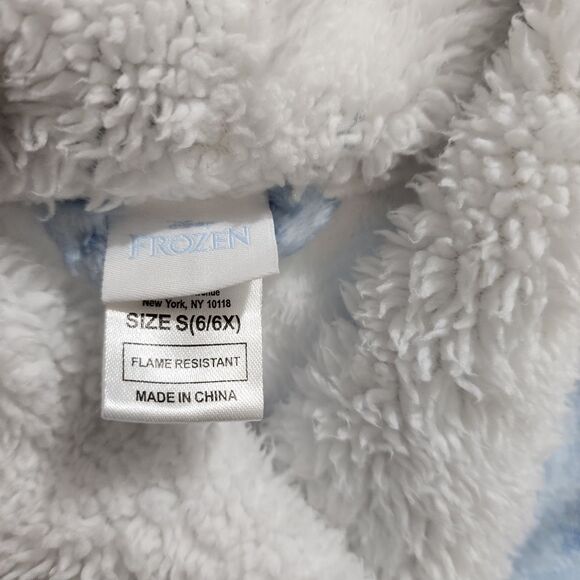 FROZEN
New York, NY 10118
SIZE S(6/6X)
FLAME RESISTANT
MADE IN CHINA